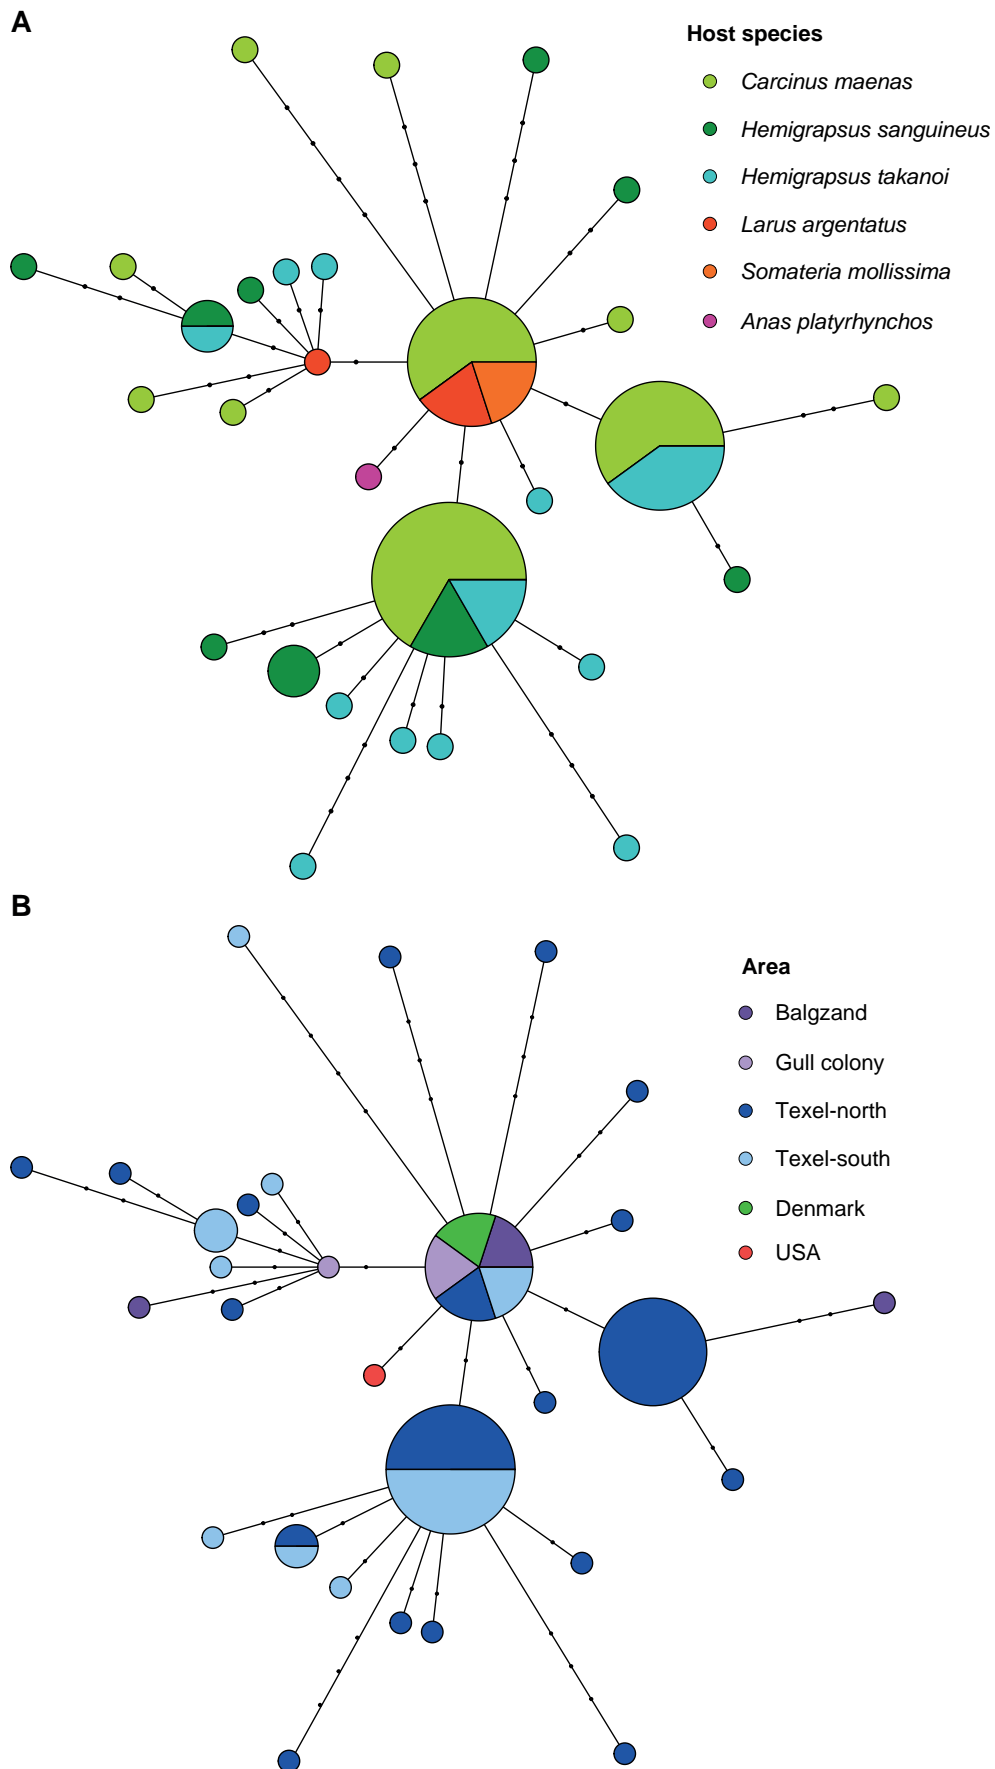 A
Host species
Carcinus maenas
Hemigrapsus sanguineus
Hemigrapsus takanoi
Larus argentatus
Somateria mollissima
Anas platyrhynchos
B
Area
Balgzand
Gull colony
Texel-north
Texel-south
Denmark
USA